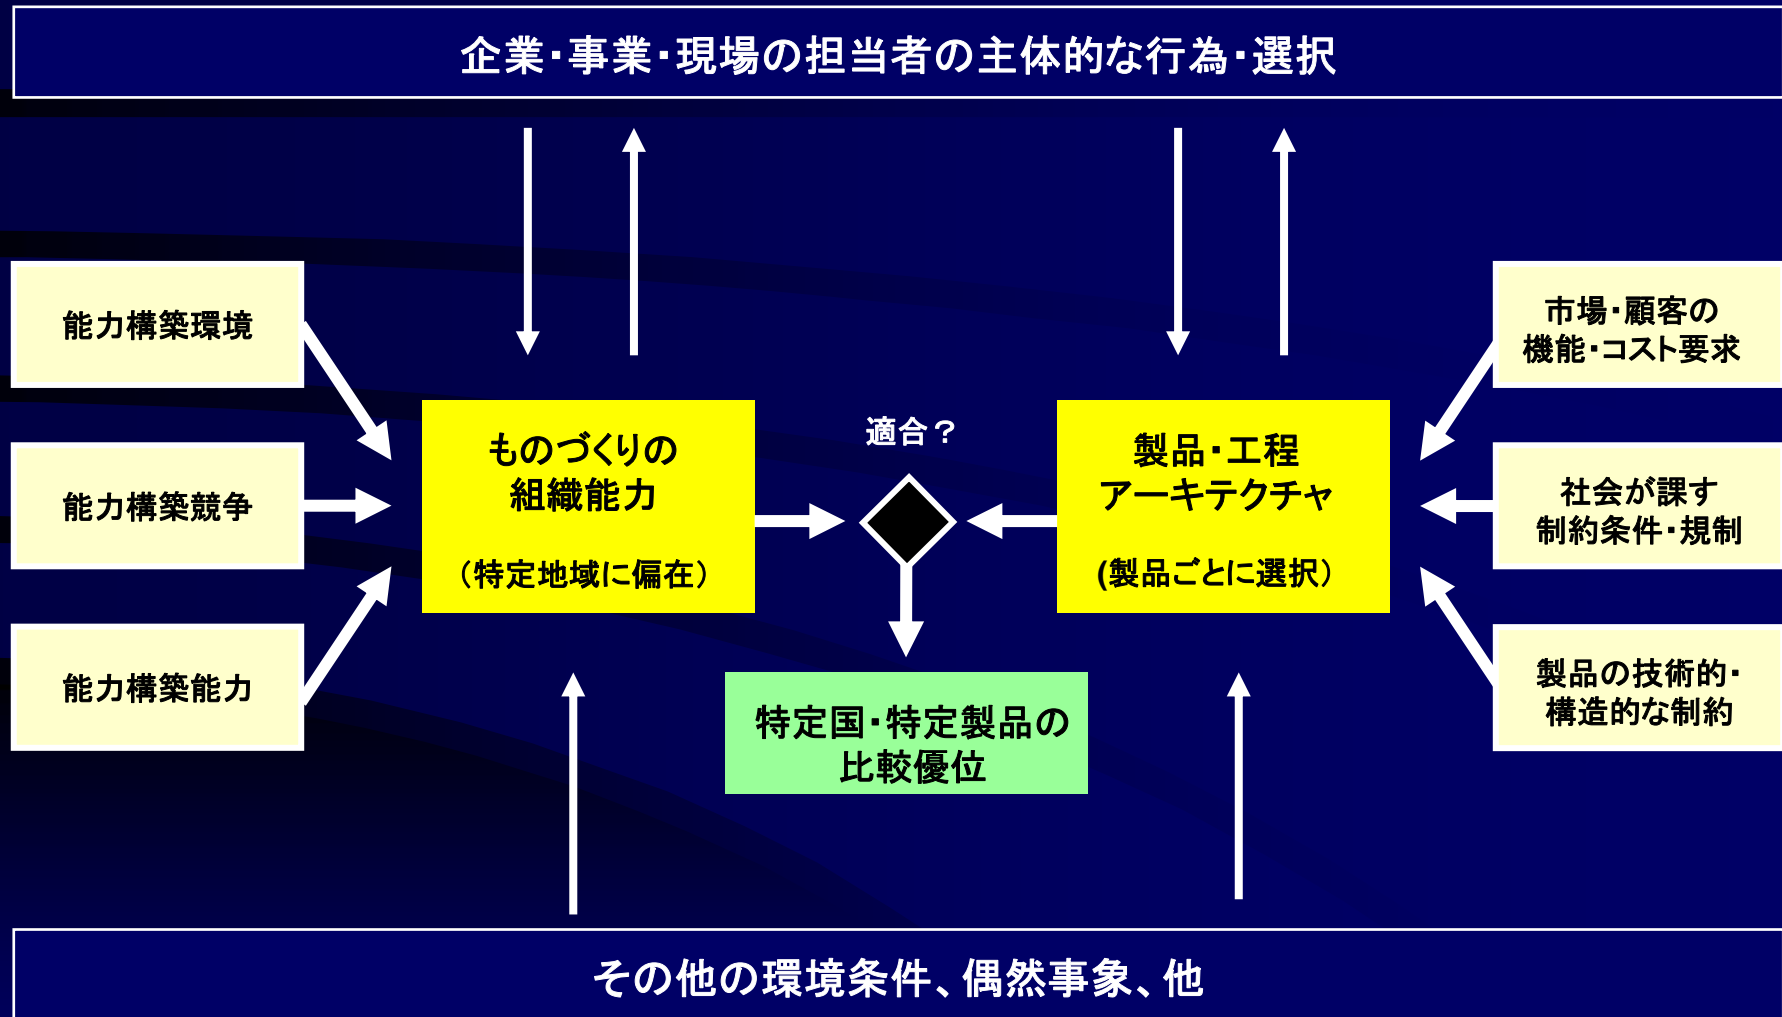 企業・事業・現場の担当者の主体的な行為・選択
能力構築環境
能力構築競争
能力構築能力
ものづくりの
組織能力
（特定地域に偏在）
適合？
製品・工程
アーキテクチャ
(製品ごとに選択）
市場・顧客の
機能・コスト要求
社会が課す
制約条件・規制
製品の技術的・
構造的な制約
特定国・特定製品の
比較優位
その他の環境条件、偶然事象、他